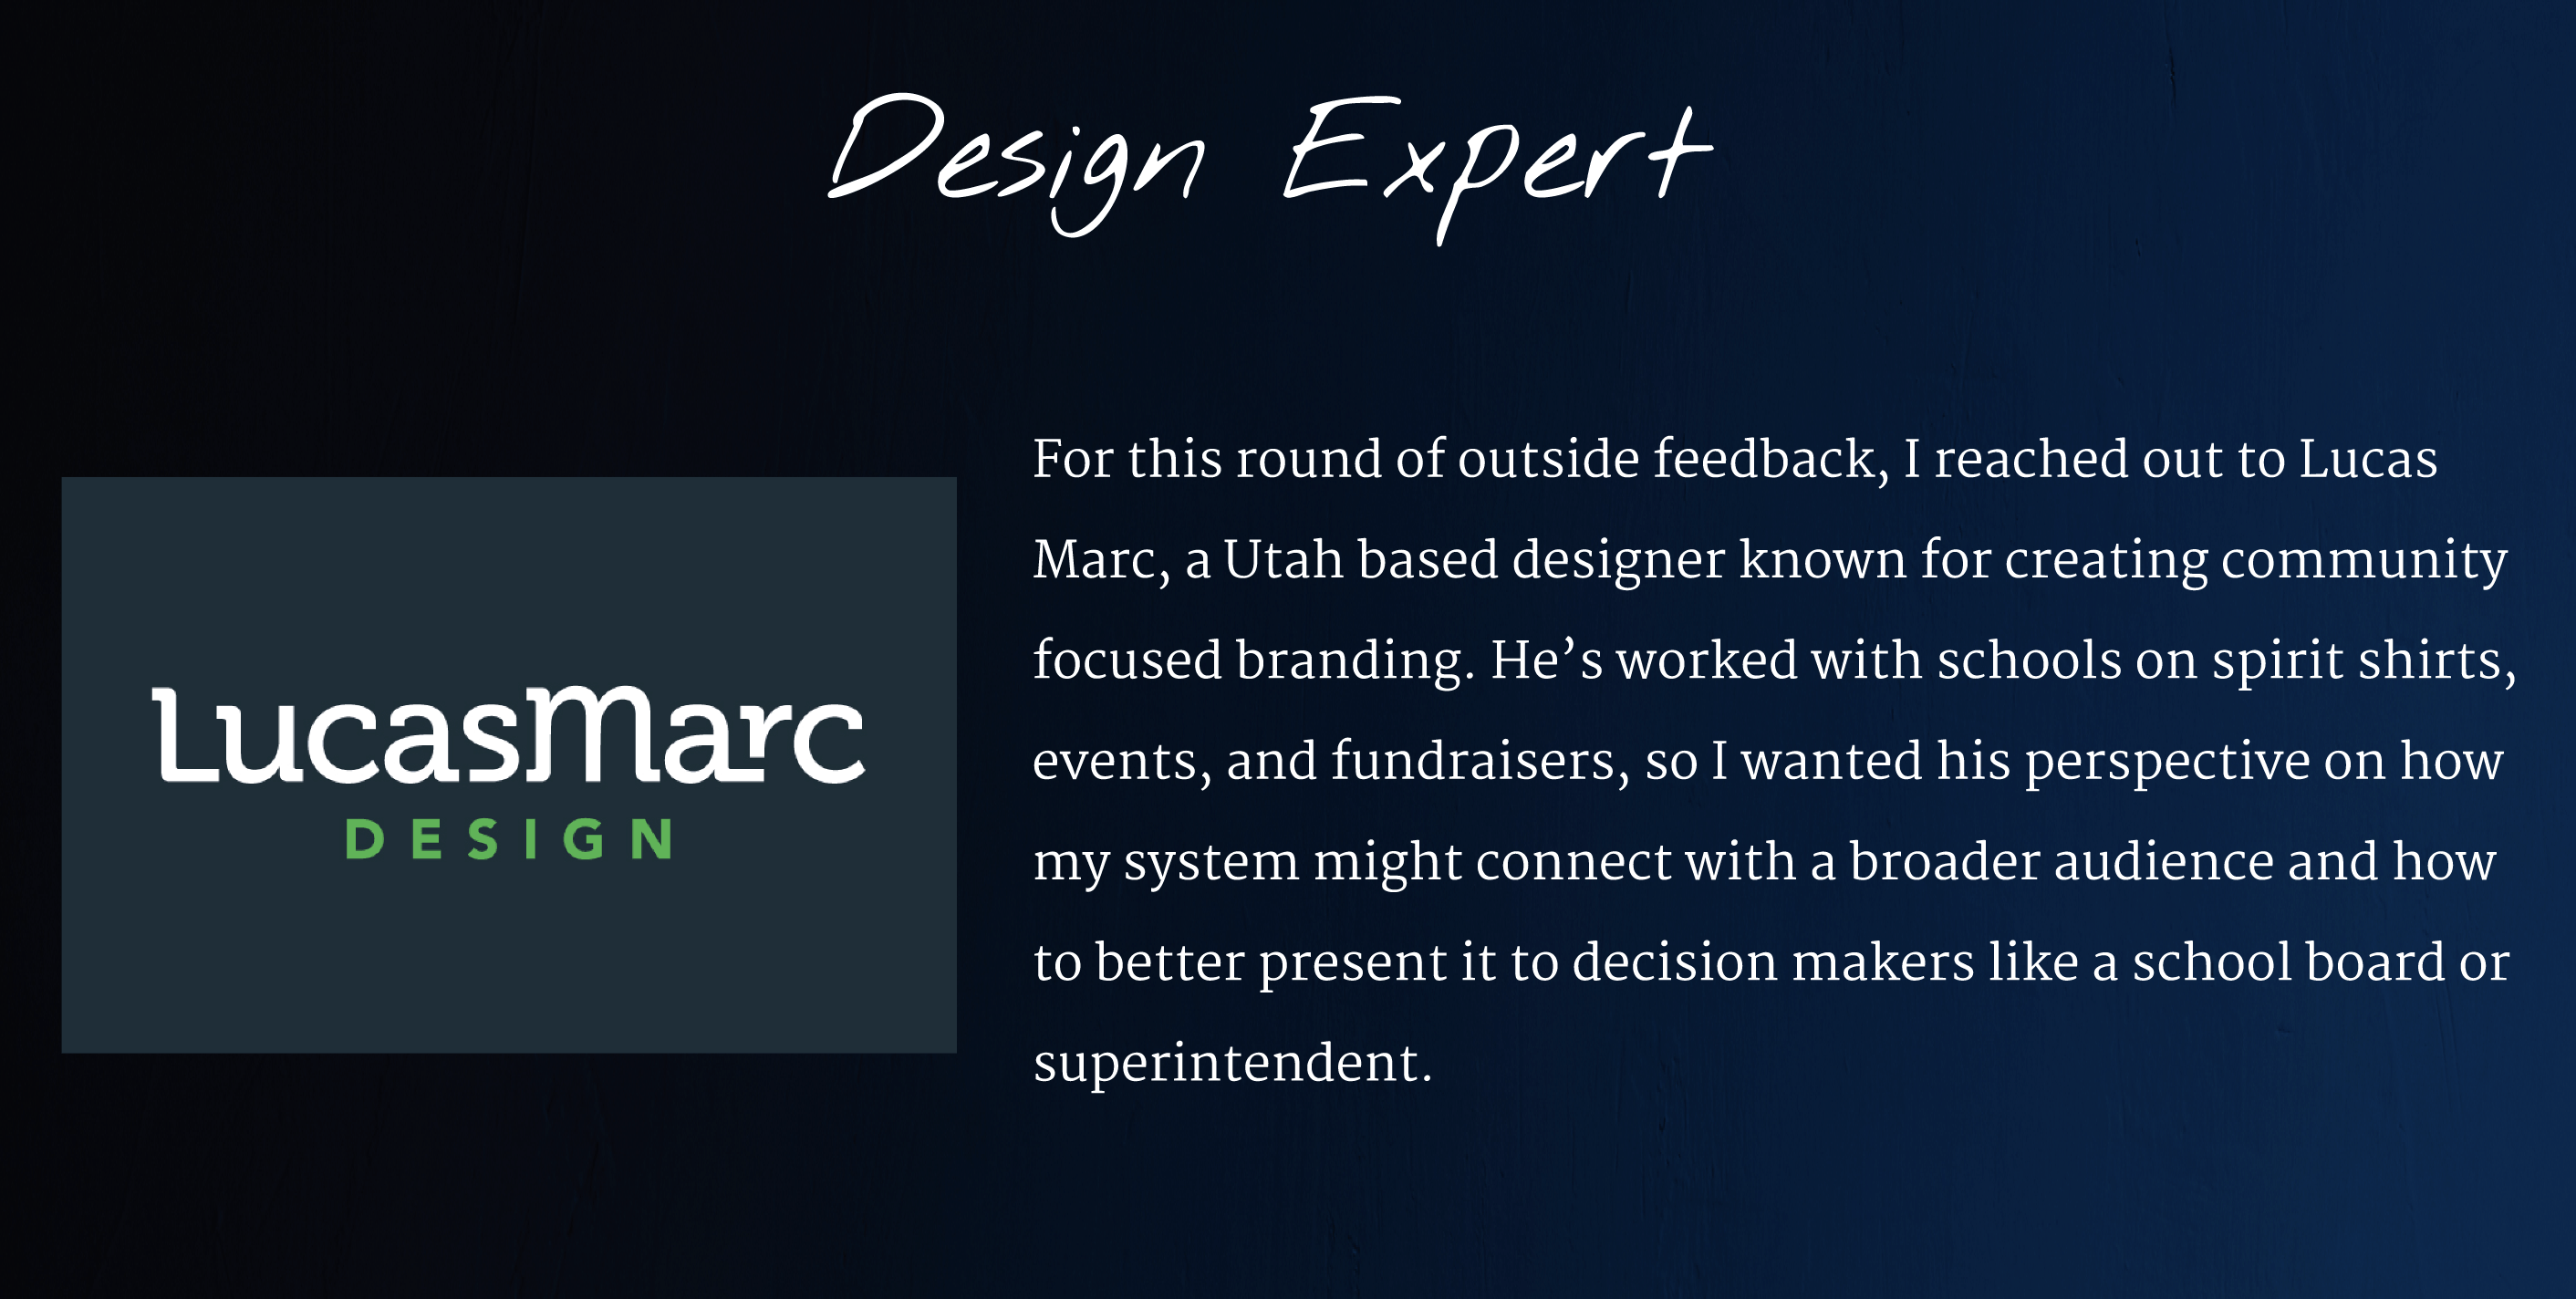 Design Expert
LucasMarc
DESIGN
For this round of outside feedback, I reached out to Lucas
Marc, a Utah based designer known for creating community
focused branding. He’s worked with schools on spirit shirts,
events, and fundraisers, so I wanted his perspective on how
my system might connect with a broader audience and how
to better present it to decision makers like a school board or
superintendent.